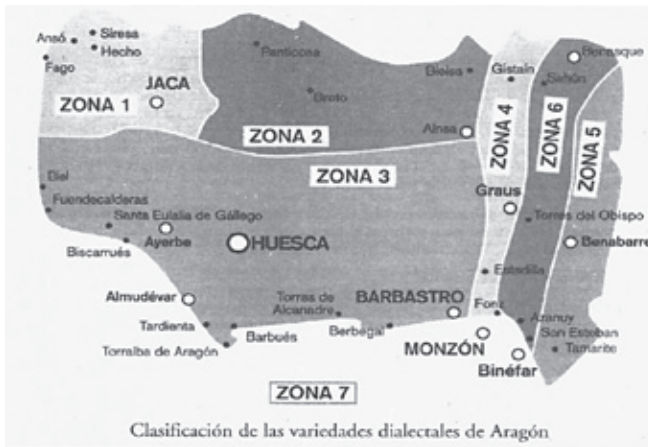 Ansó
Siresa
Hecho
Fago
JACA
ZONA 1
Panticosa
Broto
Bielsa
Aínsa
ZONA 2
Gistaín
ZONA 4
Benasque
Sahún
ZONA 6
ZONA 5
ZONA 3
Biel
Fuendecalderas
Santa Eulalia de Gállego
Ayerbe
Biscarrués
HUESCA
Graus
Torres del Obispo
Benabarre
Estadilla
Almudévar
Torres de
Alcanadre
BARBASTRO
Fonz
Tardienta
Barbués
Berbegal
Azanuy
San Esteban
Tamarite
Torralba de Aragón
MONZÓN
Binéfar
ZONA 7
Clasificación de las variedades dialectales de Aragón